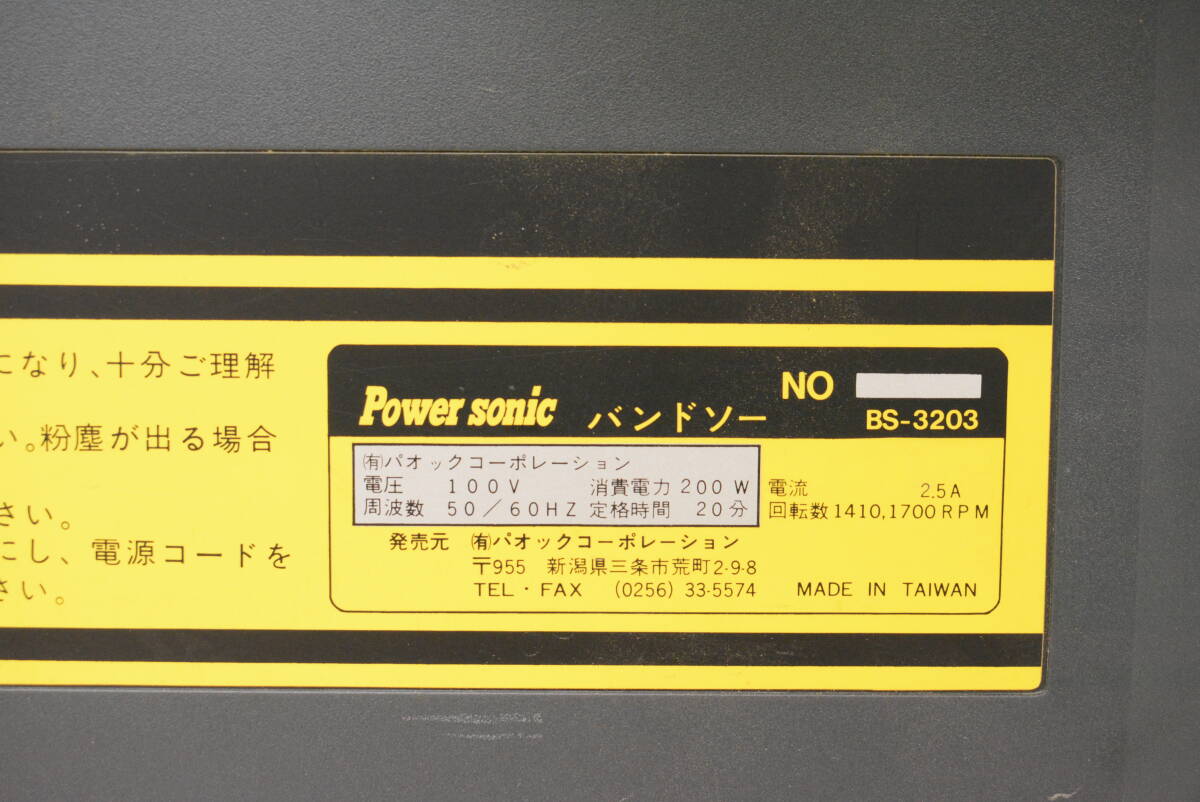 になり、十分ご理解
い。粉塵が出る場合
さい。
にし、電源コードを
さい。
Power sonic バンドソー NO
BS-3203
㈲パオックコーポレーション
電圧 100V 消費電力 200W 電流 2.5A
周波数 50/60HZ 定格時間 20分 回転数1410,1700RPM
発売元 ㈲パオックコーポレーション
〒955 新潟県三条市荒町2-9-8
TEL・FAX (0256) 33-5574 MADE IN TAIWAN